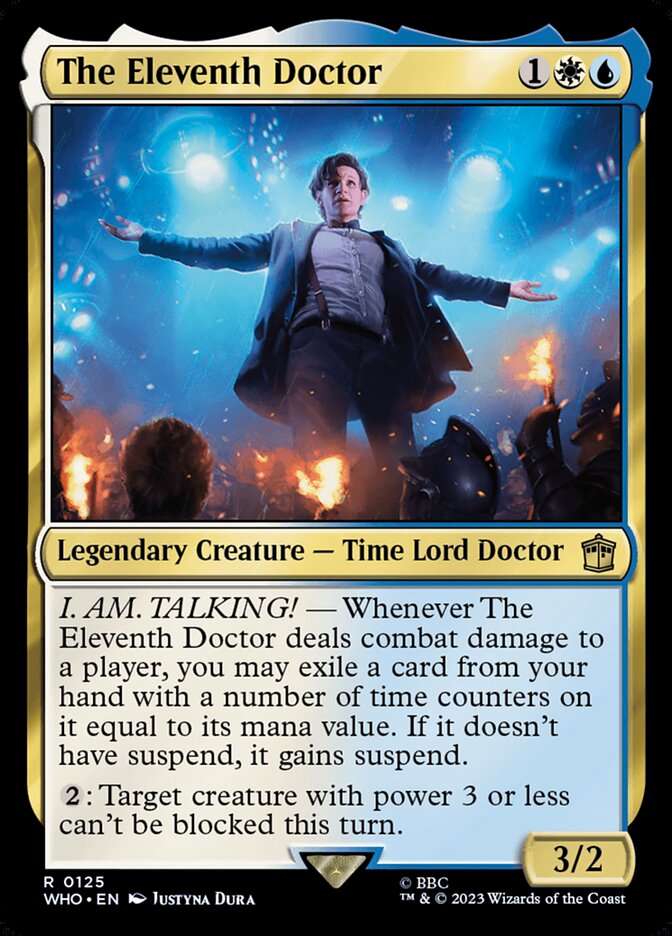 The Eleventh Doctor 1
Legendary Creature — Time Lord Doctor
I. AM. TALKING! — Whenever The
Eleventh Doctor deals combat damage to
a player, you may exile a card from your
hand with a number of time counters on
it equal to its mana value. If it doesn't
have suspend, it gains suspend.
2: Target creature with power 3 or less
can't be blocked this turn.
3/2
R 0125
WHO • EN Justyna Dura
© BBC
™ & © 2023 Wizards of the Coast